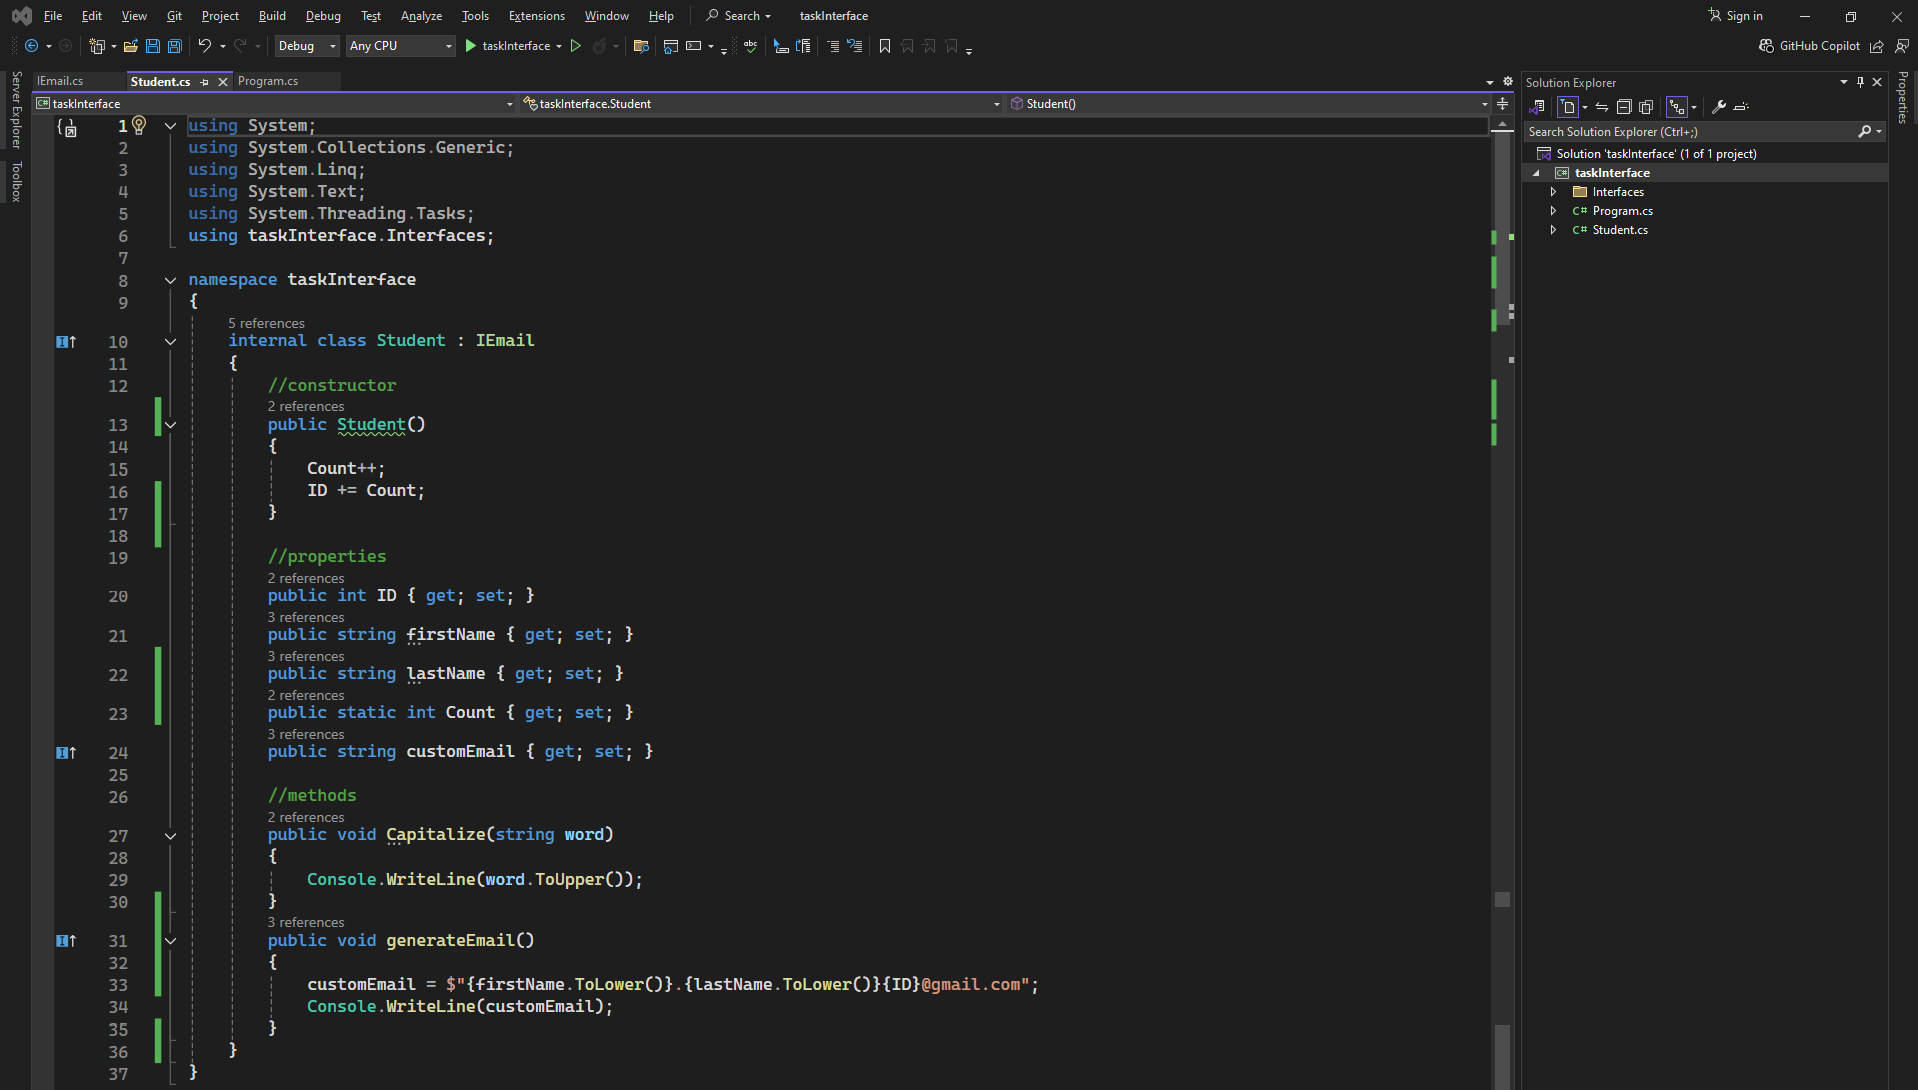 File Edit View Git Project Build Debug Test Analyze Tools Extensions Window Help Search taskInterface Sign in
Debug Any CPU taskInterface GitHub Copilot
Server Explorer
Toolbox
IEmail.cs Student.cs Program.cs
taskInterface taskInterface.Student Student()
1 using System;
2 using System.Collections.Generic;
3 using System.Linq;
4 using System.Text;
5 using System.Threading.Tasks;
6 using taskInterface.Interfaces;
7
8 namespace taskInterface
9 {
5 references
10 internal class Student : IEmail
11 {
12 //constructor
2 references
13 public Student()
14 {
15 Count++;
16 ID += Count;
17 }
18
19 //properties
2 references
20 public int ID { get; set; }
3 references
21 public string firstName { get; set; }
3 references
22 public string lastName { get; set; }
2 references
23 public static int Count { get; set; }
3 references
24 public string customEmail { get; set; }
25
26 //methods
2 references
27 public void Capitalize(string word)
28 {
29 Console.WriteLine(word.ToUpper());
30 }
3 references
31 public void generateEmail()
32 {
33 customEmail = $"{firstName.ToLower()}.{lastName.ToLower()}{ID}@gmail.com";
34 Console.WriteLine(customEmail);
35 }
36 }
37 }
Solution Explorer
Search Solution Explorer (Ctrl+;)
Solution 'taskInterface' (1 of 1 project)
C# taskInterface
Interfaces
C# Program.cs
C# Student.cs
Properties